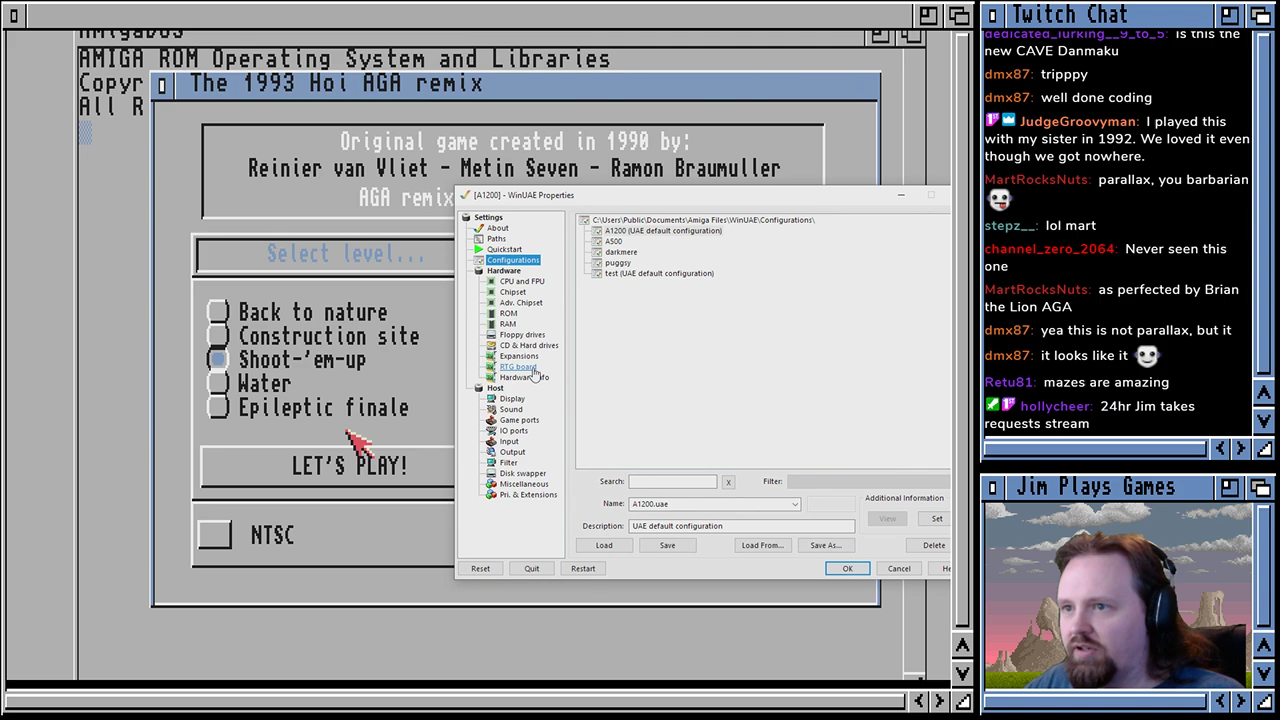 AmigaDOS
AMIGA ROM Operating System and Libraries
Copyr
All R
The 1993 Hoi AGA remix
Original game created in 1990 by:
Reinier van Vliet - Metin Seven - Ramon Braumuller
AGA remix
Select level...
Back to nature
Construction site
Shoot-'em-up
Water
Epileptic finale
LET'S PLAY!
NTSC
[A1200] - WinUAE Properties
Settings
About
Paths
Quickstart
Configurations
Hardware
CPU and FPU
Chipset
Adv. Chipset
ROM
RAM
Floppy drives
CD & Hard drives
Expansions
RTG board
Hardware info
Host
Display
Sound
Game ports
IO ports
Input
Output
Filter
Disk swapper
Miscellaneous
Pri. & Extensions
C:\Users\Public\Documents\Amiga Files\WinUAE\Configurations\
A1200 (UAE default configuration)
A500
darkmere
puggsy
test (UAE default configuration)
Search:
X
Filter:
Name:
A1200.uae
Additional Information
View
Set
Description:
UAE default configuration
Load
Save
Load From...
Save As...
Delete
Reset
Quit
Restart
OK
Cancel
He
Twitch Chat
dedicated_lurking__9_to_5: Is this the
new CAVE Danmaku
dmx87: tripppy
dmx87: well done coding
JudgeGroovyman: I played this
with my sister in 1992. We loved it even
though we got nowhere.
MartRocksNuts: parallax, you barbarian
stepz__: lol mart
channel_zero_2064: Never seen this
one
MartRocksNuts: as perfected by Brian
the Lion AGA
dmx87: yea this is not parallax, but it
dmx87: it looks like it
Retu81: mazes are amazing
hollycheer: 24hr Jim takes
requests stream
Jim Plays Games